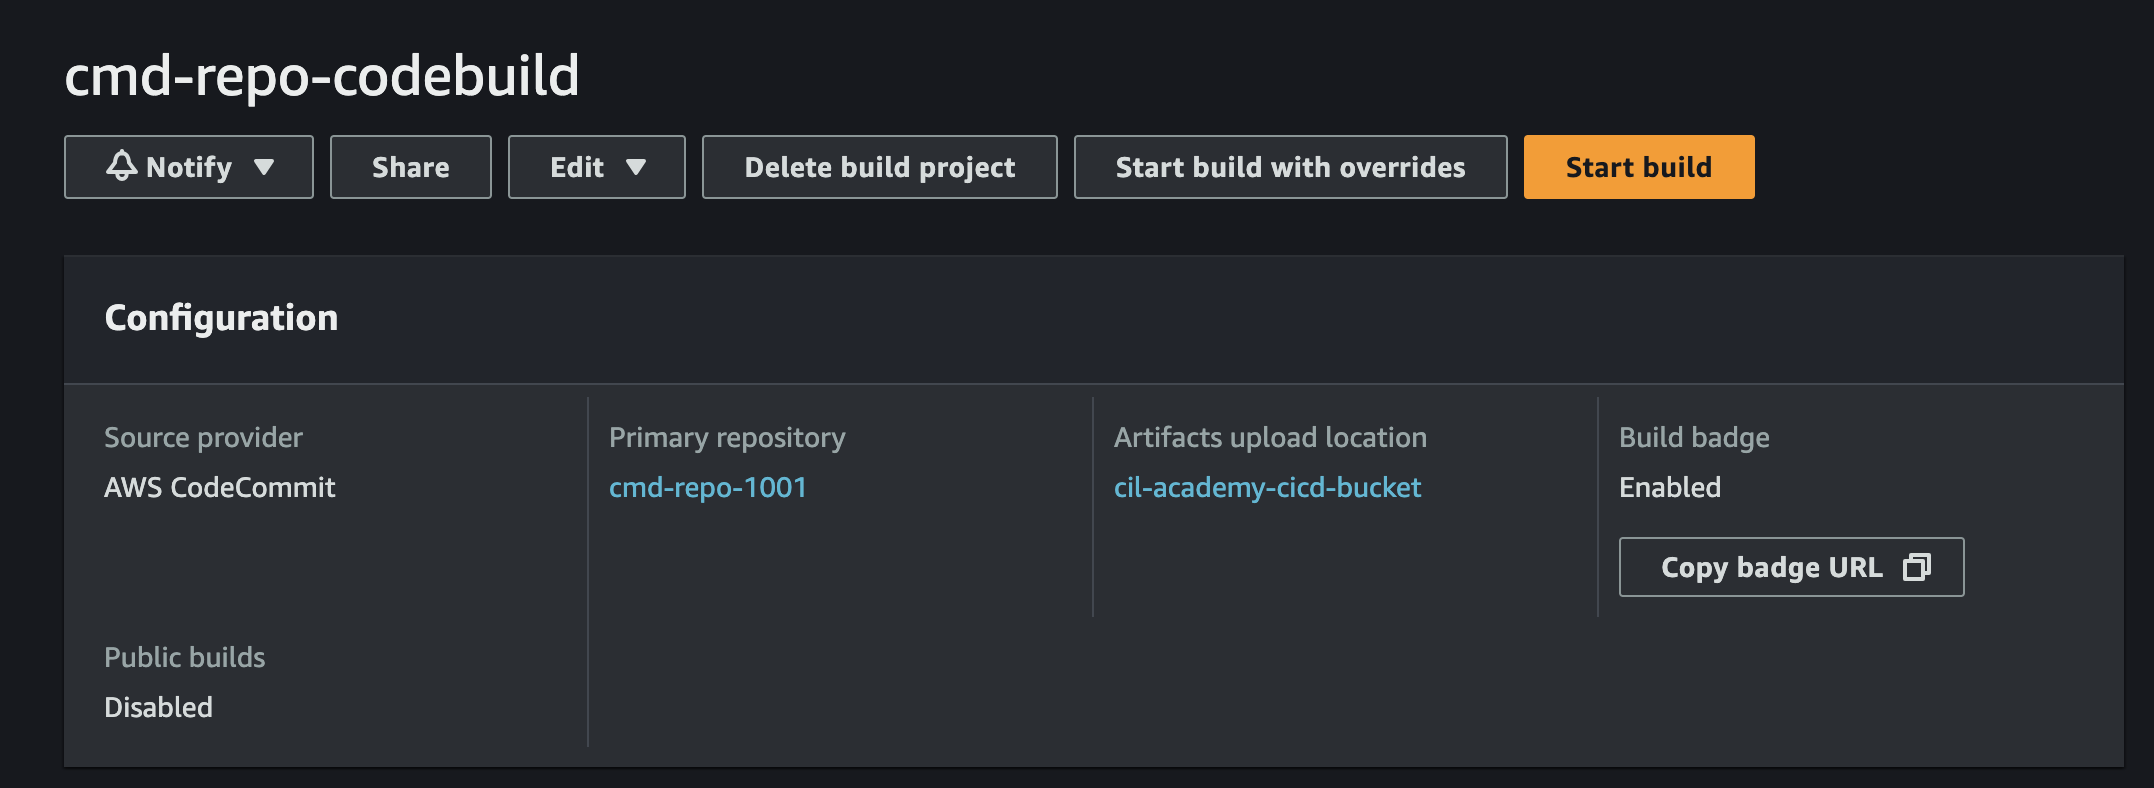 cmd-repo-codebuild
Notify Share Edit Delete build project Start build with overrides Start build
Configuration
Source provider Primary repository Artifacts upload location Build badge
AWS CodeCommit cmd-repo-1001 cil-academy-cicd-bucket Enabled
Copy badge URL
Public builds
Disabled